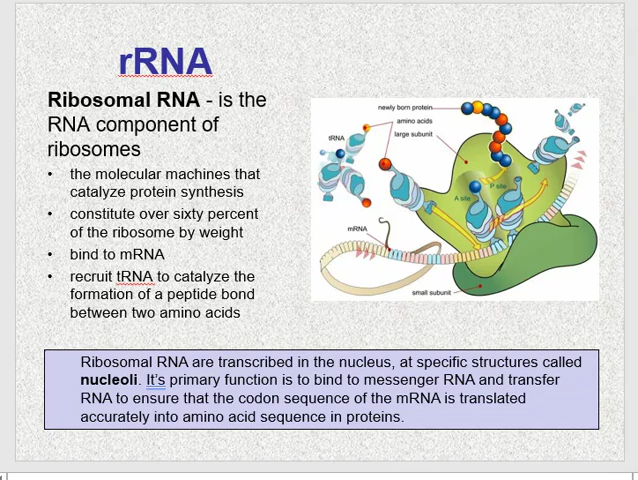 rRNA
Ribosomal RNA - is the
RNA component of
ribosomes
• the molecular machines that
catalyze protein synthesis
• constitute over sixty percent
of the ribosome by weight
• bind to mRNA
• recruit tRNA to catalyze the
formation of a peptide bond
between two amino acids
newly born protein
amino acids
tRNA
large subunit
A site
P site
mRNA
small subunit
Ribosomal RNA are transcribed in the nucleus, at specific structures called
nucleoli. It's primary function is to bind to messenger RNA and transfer
RNA to ensure that the codon sequence of the mRNA is translated
accurately into amino acid sequence in proteins.